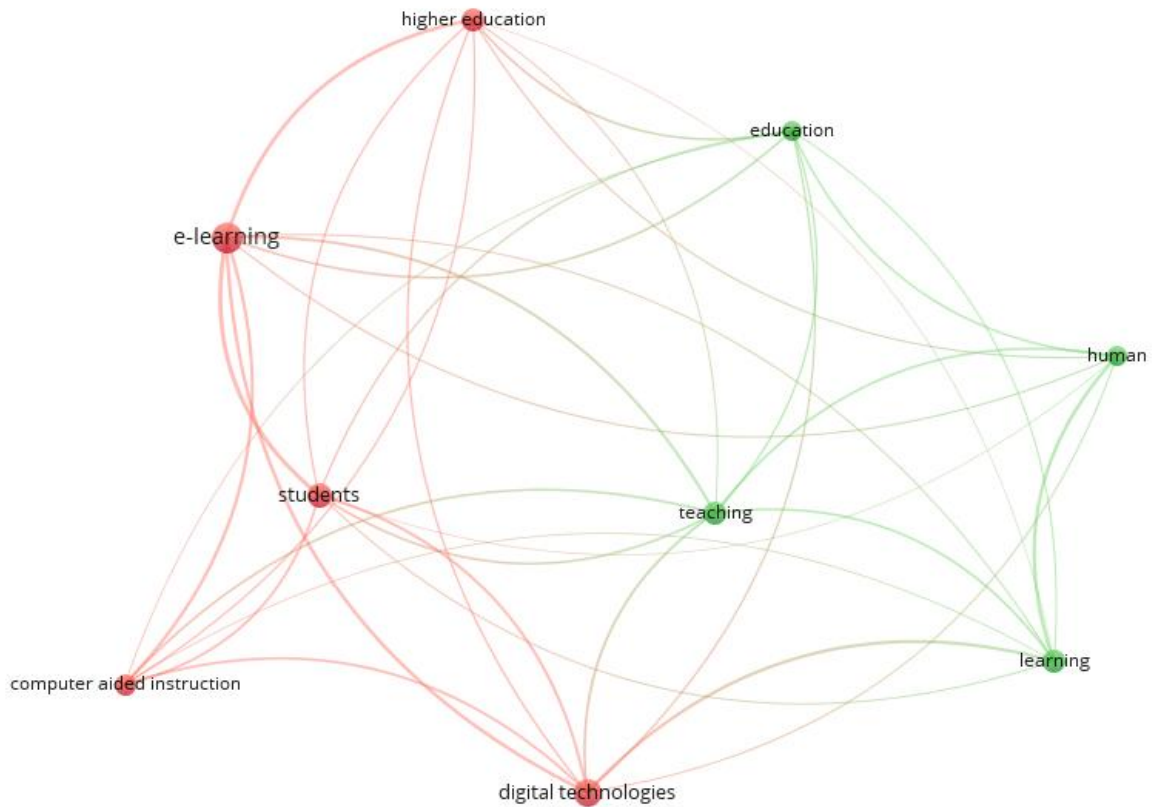 higher education
education
e-learning
human
students
teaching
learning
computer aided instruction
digital technologies